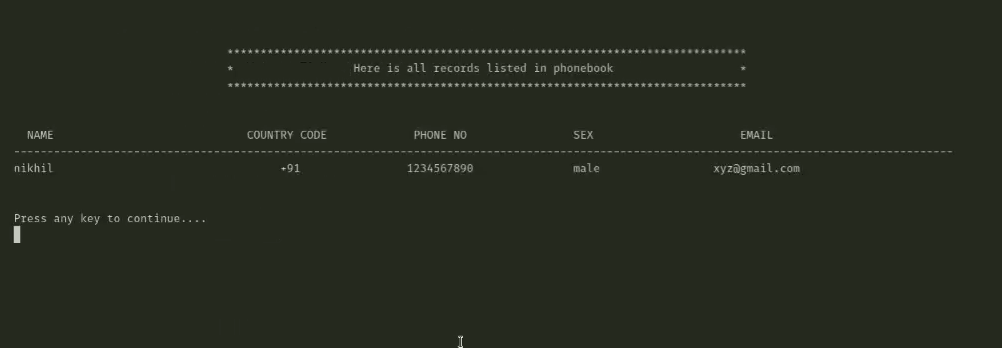 ******************************************************************************
* Here is all records listed in phonebook *
******************************************************************************
NAME COUNTRY CODE PHONE NO SEX EMAIL
---------------------------------------------------------------------------------------------------------------------------------------------
nikhil +91 1234567890 male xyz@gmail.com
Press any key to continue....